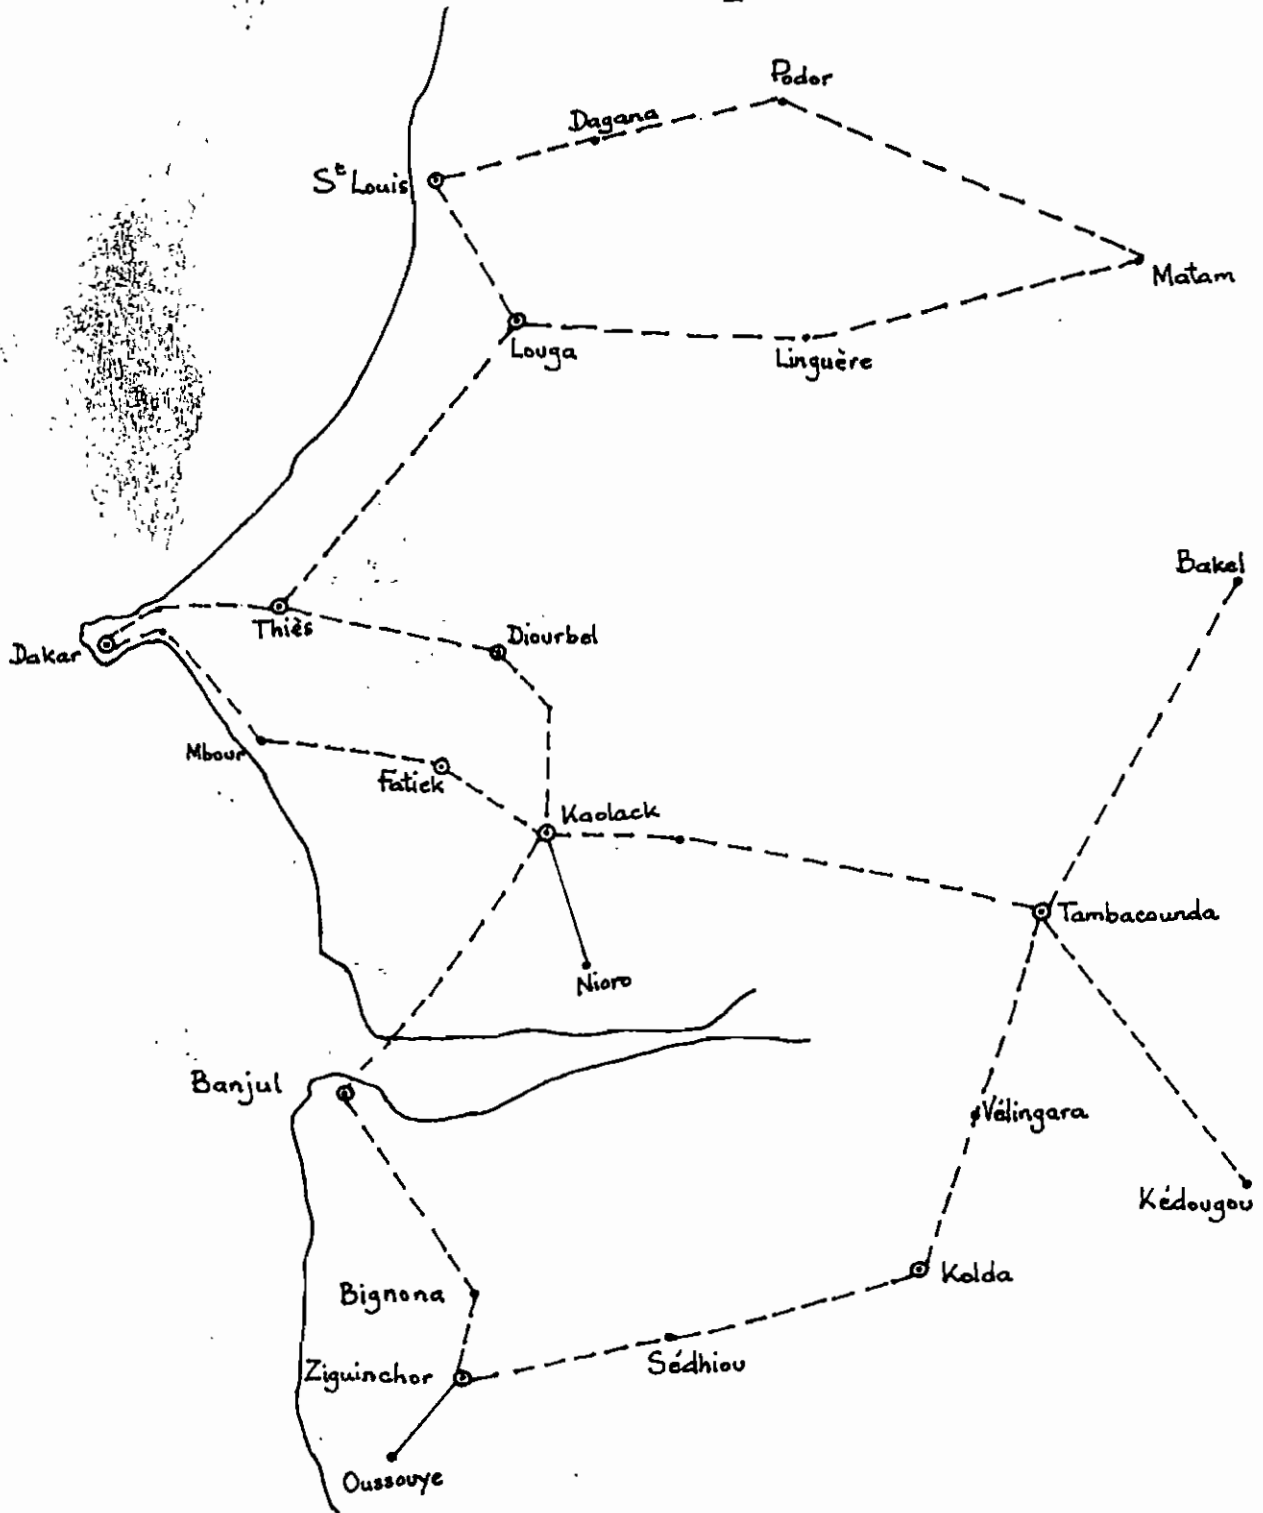 Podor
Dagana
St Louis
Matam
Louga
Linguère
Bakel
Thiès
Diourbel
Dakar
Mbour
Fatick
Kaolack
Tambacounda
Nioro
Banjul
Vélingara
Kédougou
Kolda
Bignona
Sédhiou
Ziguinchor
Oussouye